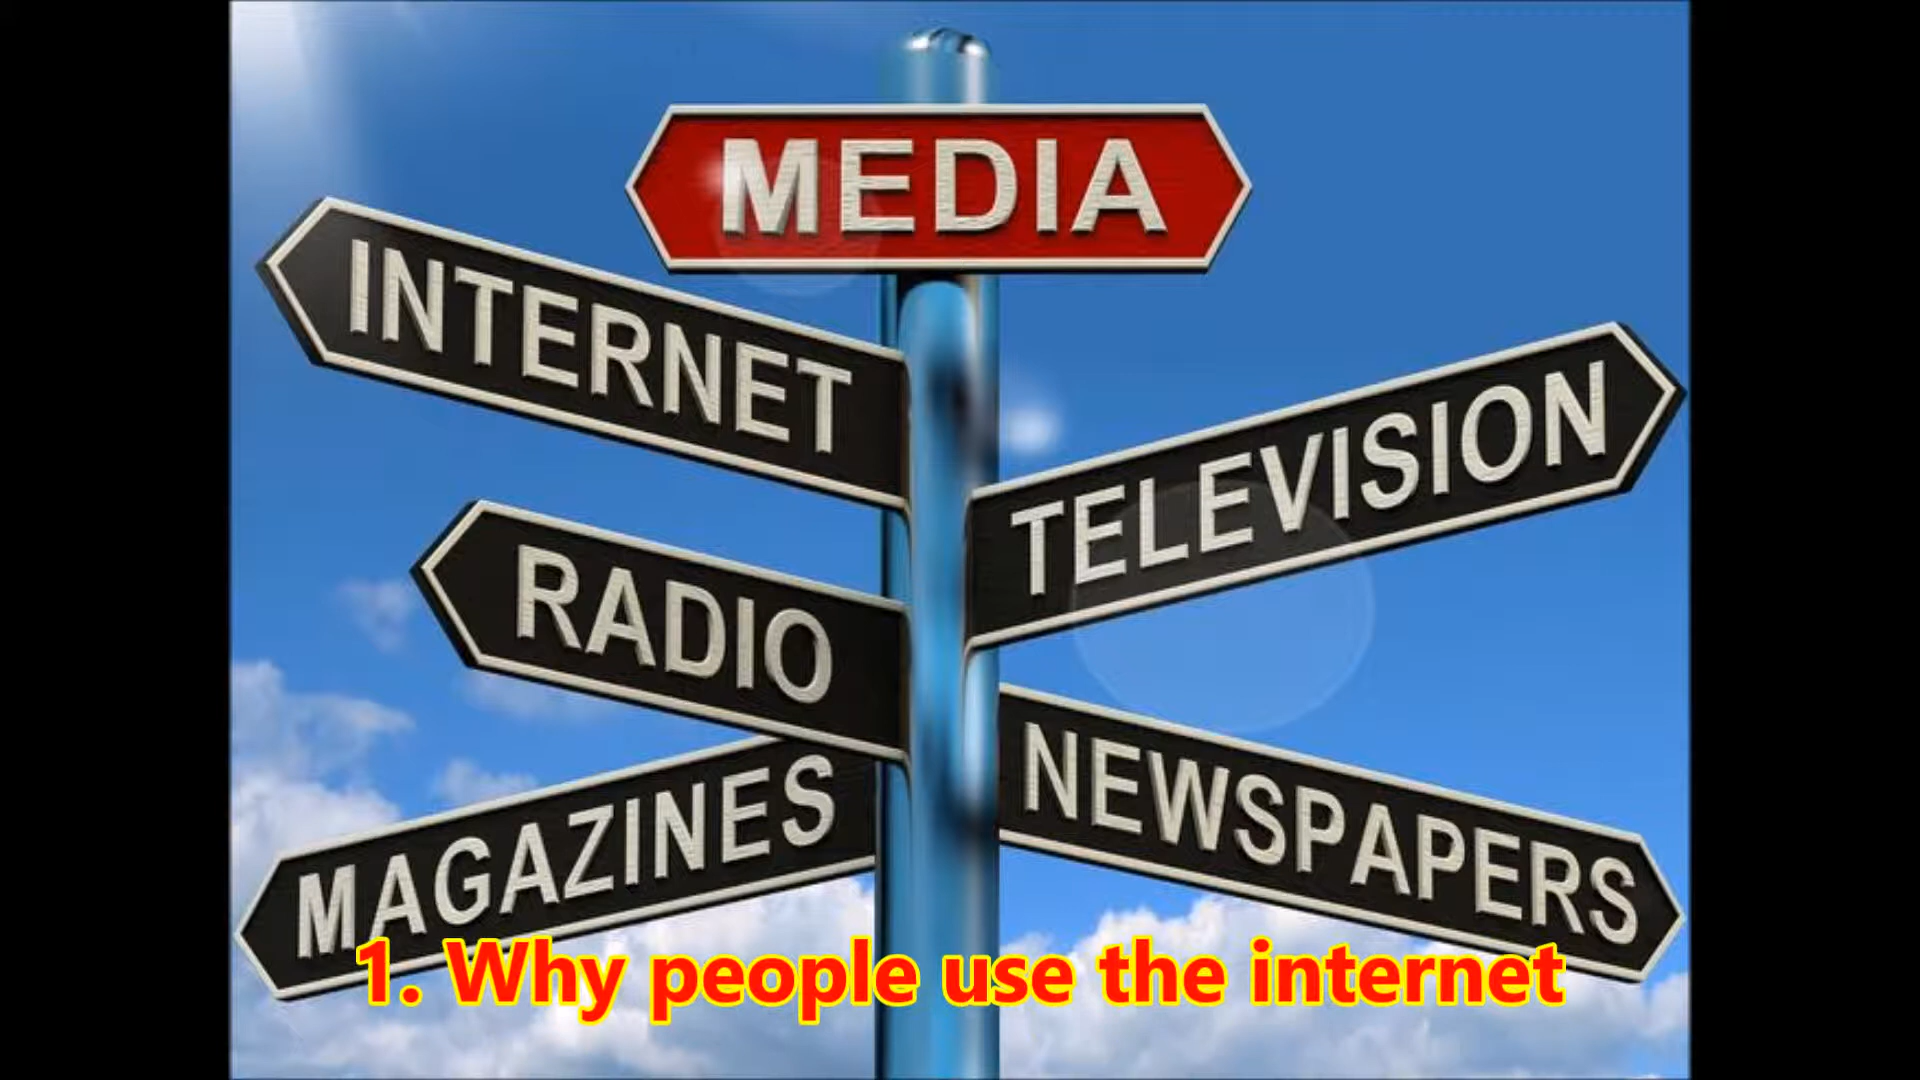 MEDIA
INTERNET
TELEVISION
RADIO
NEWSPAPERS
MAGAZINES
1. Why people use the internet